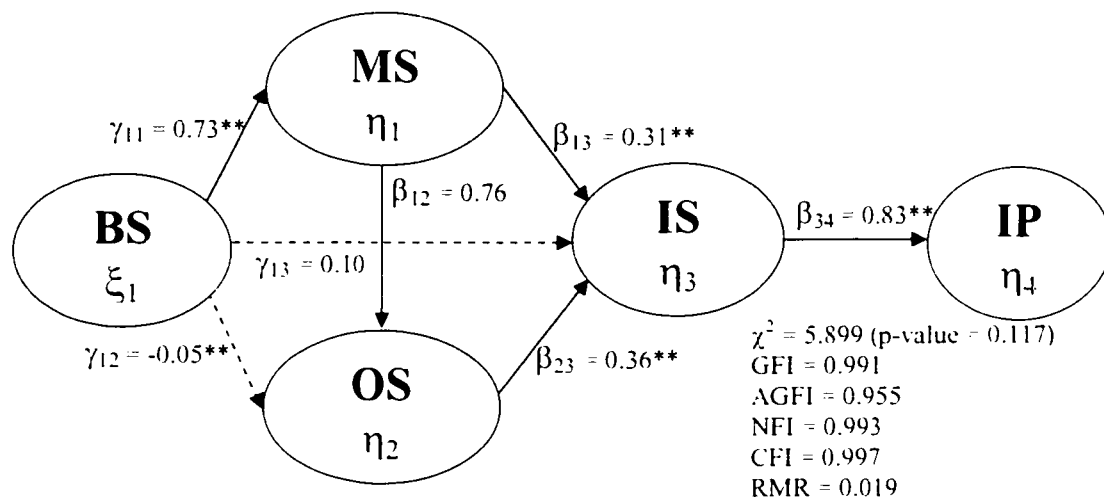 MS
η₁
γ₁₁ = 0.73**
β₁₃ = 0.31**
β₁₂ = 0.76
BS
ξ₁
IS
η₃
β₃₄ = 0.83**
IP
η₄
γ₁₃ = 0.10
γ₁₂ = -0.05**
OS
η₂
β₂₃ = 0.36**
χ² = 5.899 (p-value = 0.117)
GFI = 0.991
AGFI = 0.955
NFI = 0.993
CFI = 0.997
RMR = 0.019